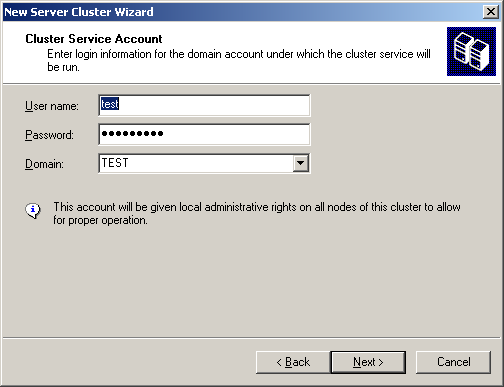 New Server Cluster Wizard
Cluster Service Account
Enter login information for the domain account under which the cluster service will
be run.
User name: test
Password: •••••••••
Domain: TEST
This account will be given local administrative rights on all nodes of this cluster to allow
for proper operation.
< Back Next > Cancel